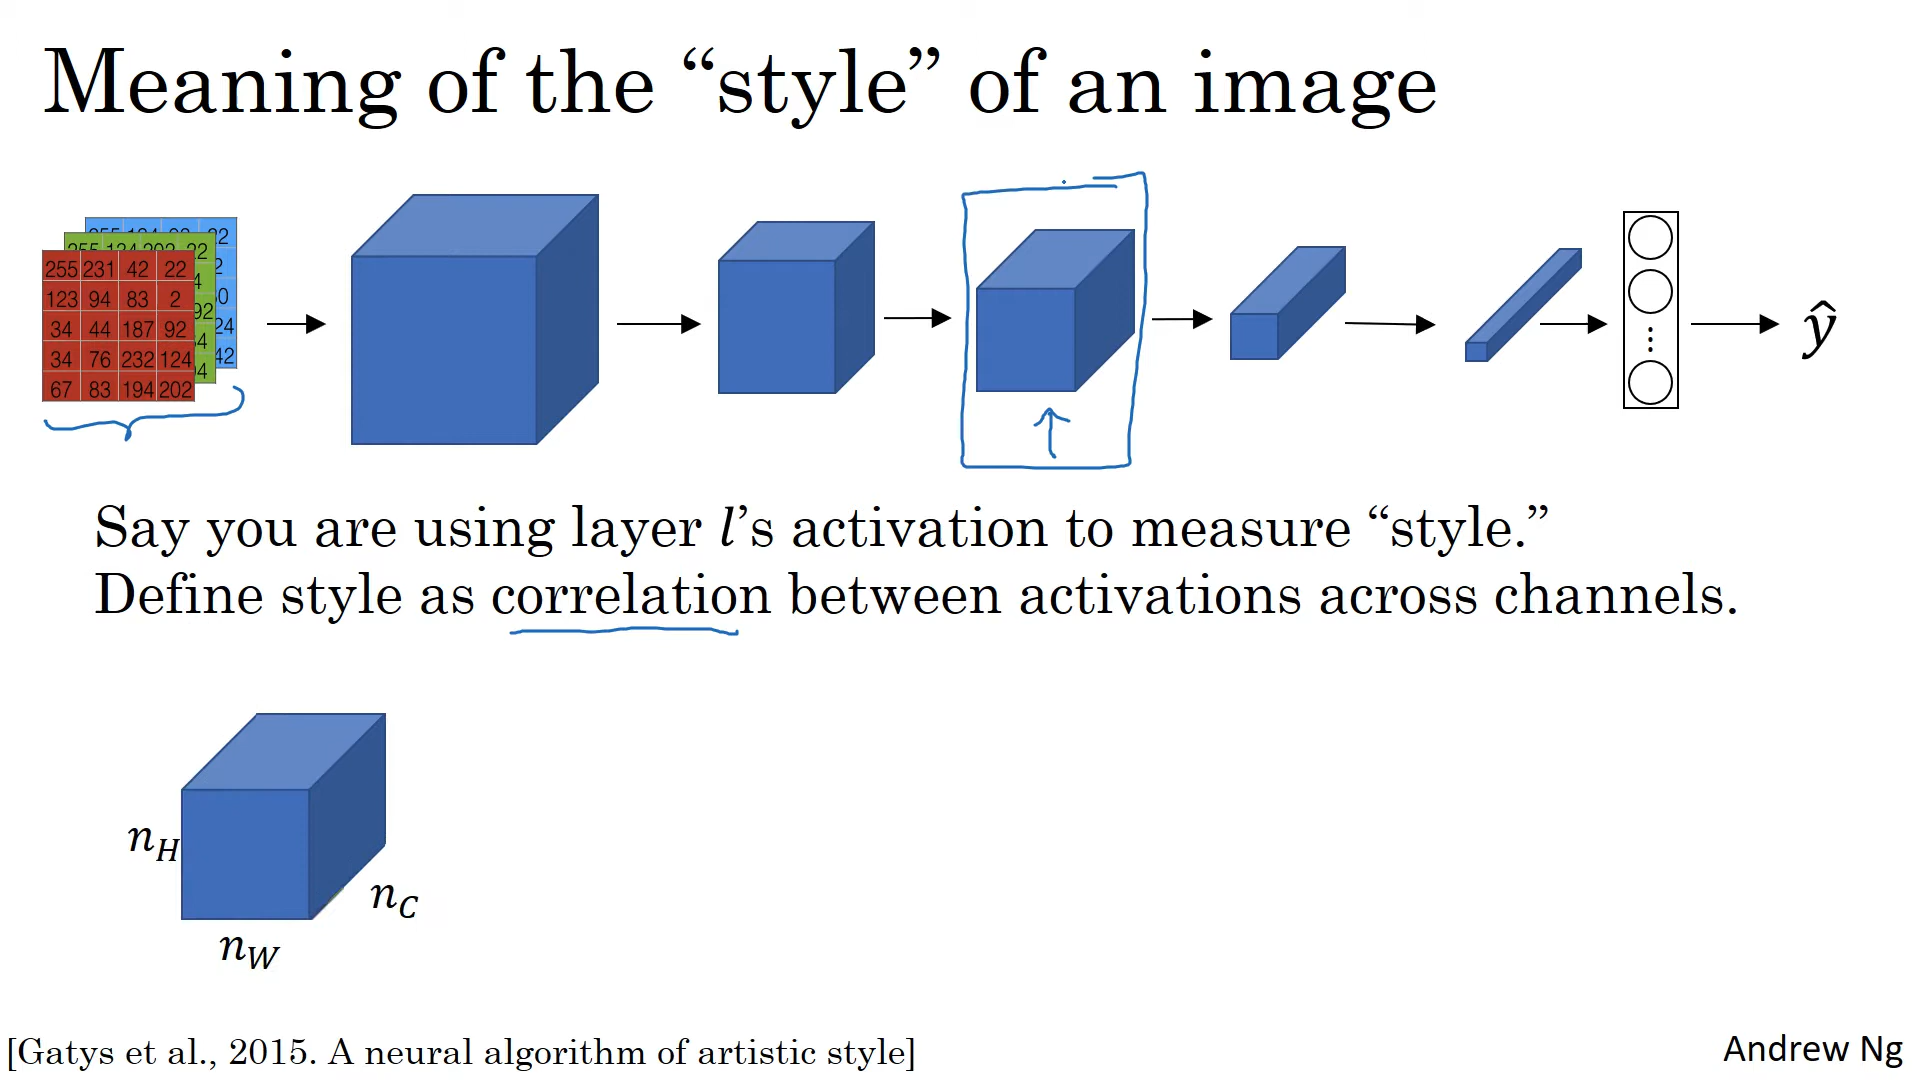 Meaning of the “style” of an image
255 231 42 22
123 94 83 2
34 44 187 92
34 76 232 124
67 83 194 202
ŷ
Say you are using layer l’s activation to measure “style.”
Define style as correlation between activations across channels.
n_H
n_C
n_W
[Gatys et al., 2015. A neural algorithm of artistic style]
Andrew Ng